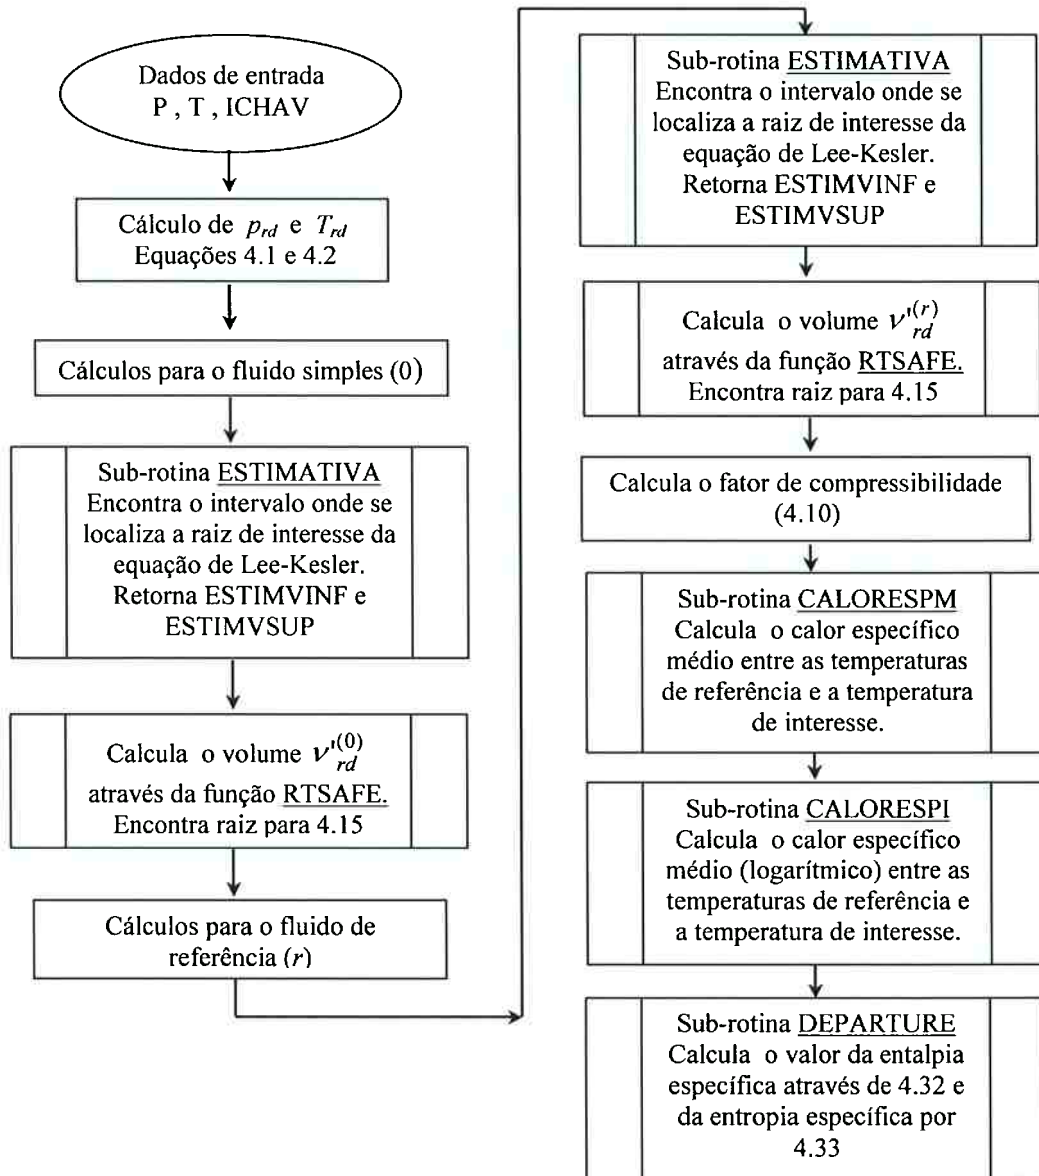 Dados de entrada
P , T , ICHAV
Cálculo de p_rd e T_rd
Equações 4.1 e 4.2
Cálculos para o fluido simples (0)
Sub-rotina ESTIMATIVA
Encontra o intervalo onde se
localiza a raiz de interesse da
equação de Lee-Kesler.
Retorna ESTIMVINF e
ESTIMVSUP
Calcula o volume ν'_rd^(0)
através da função RTSAFE.
Encontra raiz para 4.15
Cálculos para o fluido de
referência (r)
Sub-rotina ESTIMATIVA
Encontra o intervalo onde se
localiza a raiz de interesse da
equação de Lee-Kesler.
Retorna ESTIMVINF e
ESTIMVSUP
Calcula o volume ν'_rd^(r)
através da função RTSAFE.
Encontra raiz para 4.15
Calcula o fator de compressibilidade
(4.10)
Sub-rotina CALORESPM
Calcula o calor específico
médio entre as temperaturas
de referência e a temperatura
de interesse.
Sub-rotina CALORESPI
Calcula o calor específico
médio (logarítmico) entre as
temperaturas de referência e
a temperatura de interesse.
Sub-rotina DEPARTURE
Calcula o valor da entalpia
específica através de 4.32 e
da entropia específica por
4.33